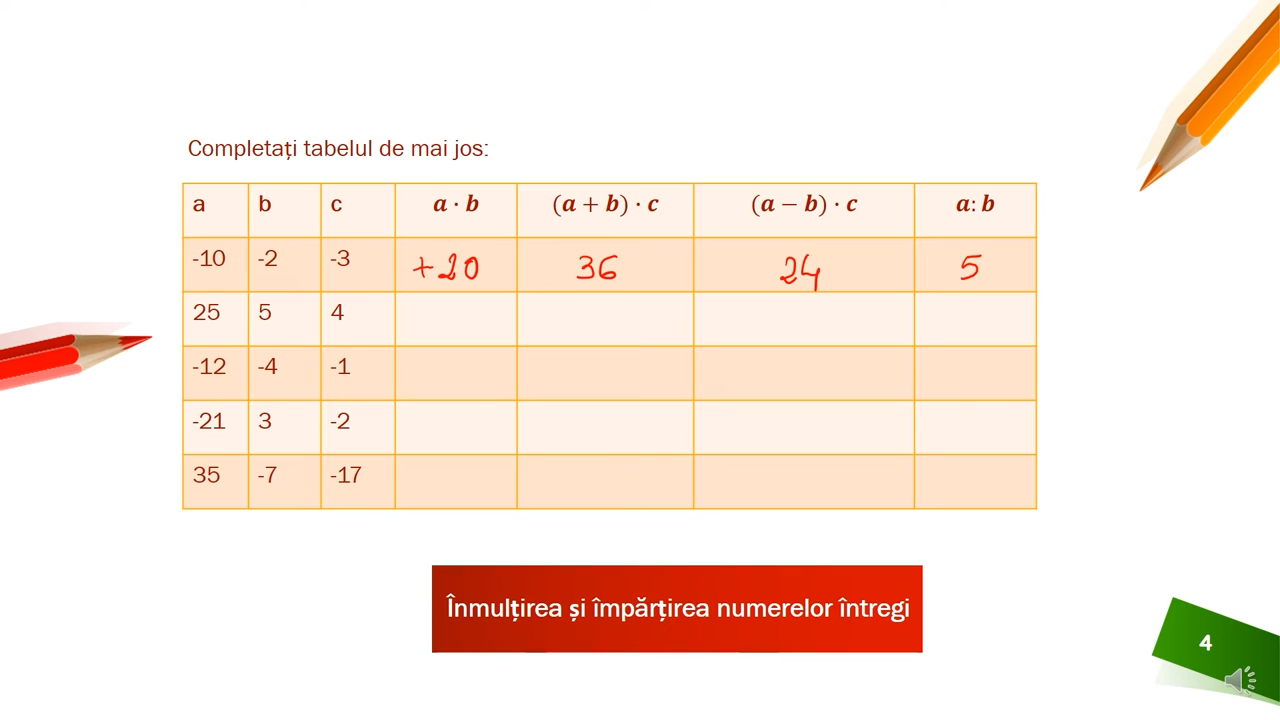 Completați tabelul de mai jos:
a b c a · b (a + b) · c (a − b) · c a: b
-10 -2 -3 +20 36 24 5
25 5 4
-12 -4 -1
-21 3 -2
35 -7 -17
Înmulțirea și împărțirea numerelor întregi
4